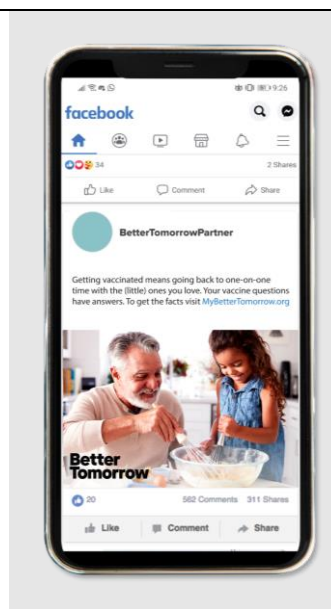 9:26
facebook
34
2 Shares
Like Comment Share
BetterTomorrowPartner
Getting vaccinated means going back to one-on-one
time with the (little) ones you love. Your vaccine questions
have answers. To get the facts visit MyBetterTomorrow.org
Better
Tomorrow
20
562 Comments 311 Shares
Like Comment Share